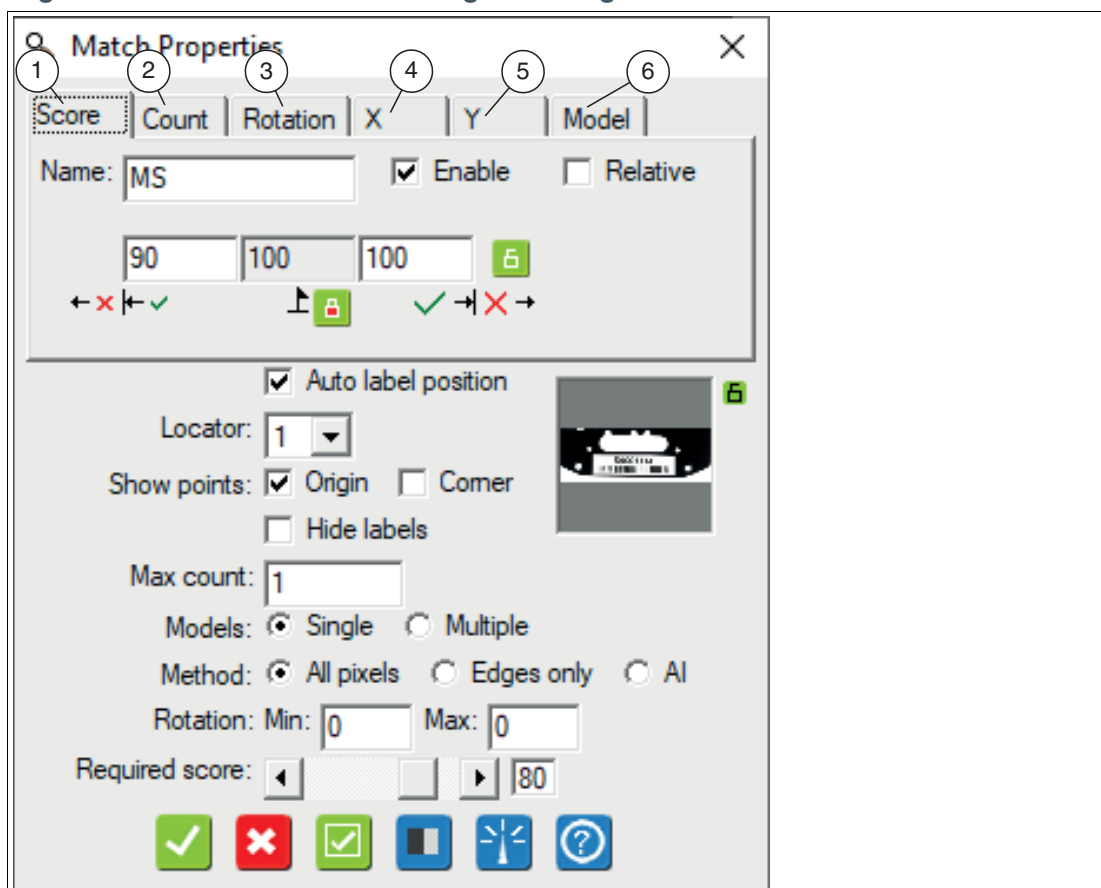 Match Properties
1 2 3 4 5 6
Score Count Rotation X Y Model
Name: MS Enable Relative
90 100 100
Auto label position
Locator: 1
Show points: Origin Corner
Hide labels
Max count: 1
Models: Single Multiple
Method: All pixels Edges only AI
Rotation: Min: 0 Max: 0
Required score: 80